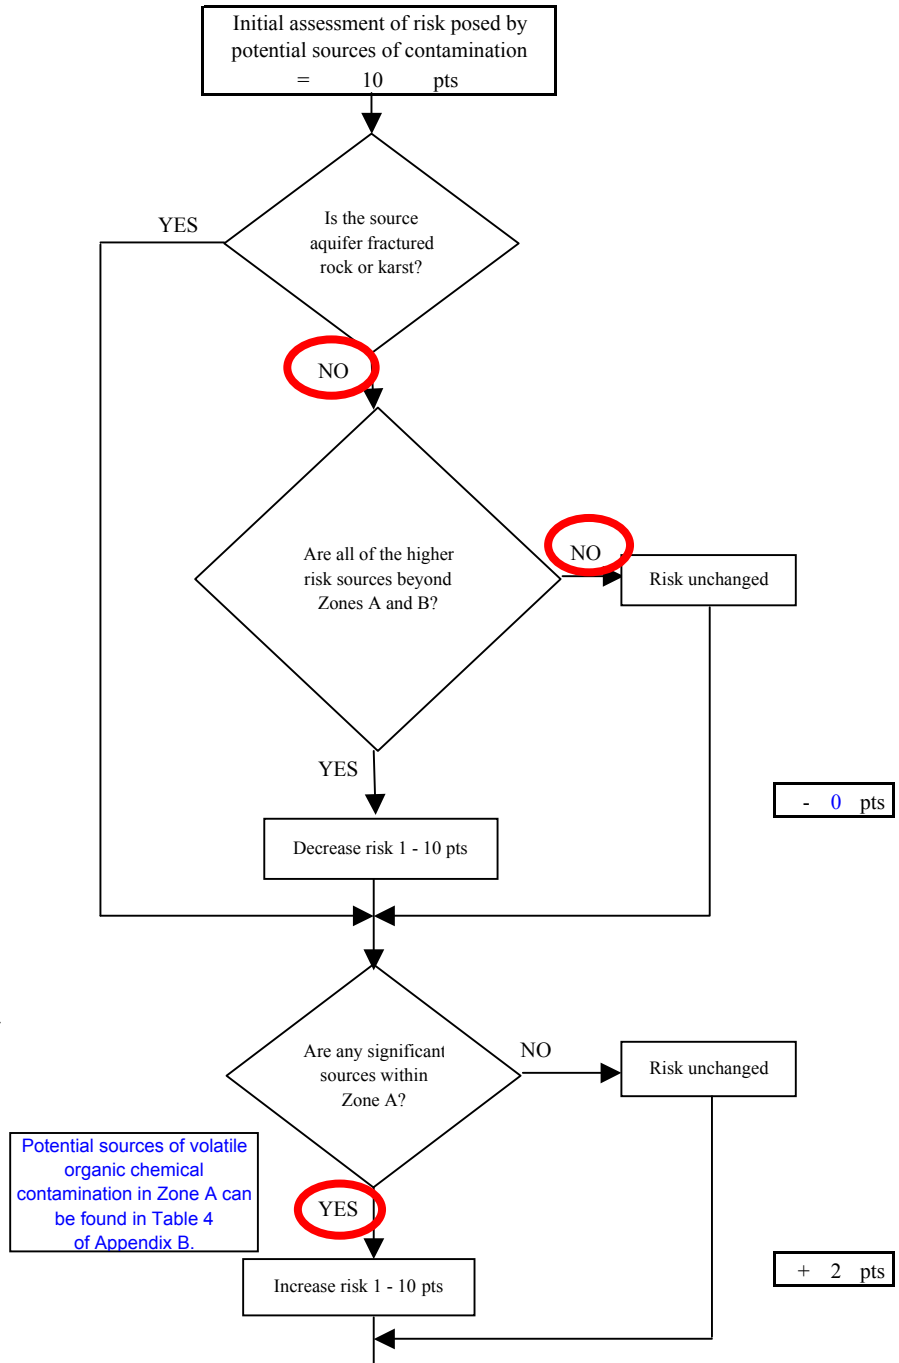 Initial assessment of risk posed by
potential sources of contamination
= 10 pts
YES
Is the source
aquifer fractured
rock or karst?
NO
Are all of the higher
risk sources beyond
Zones A and B?
NO
Risk unchanged
YES
- 0 pts
Decrease risk 1 - 10 pts
Are any significant
sources within
Zone A?
NO
Risk unchanged
Potential sources of volatile
organic chemical
contamination in Zone A can
be found in Table 4
of Appendix B.
YES
+ 2 pts
Increase risk 1 - 10 pts